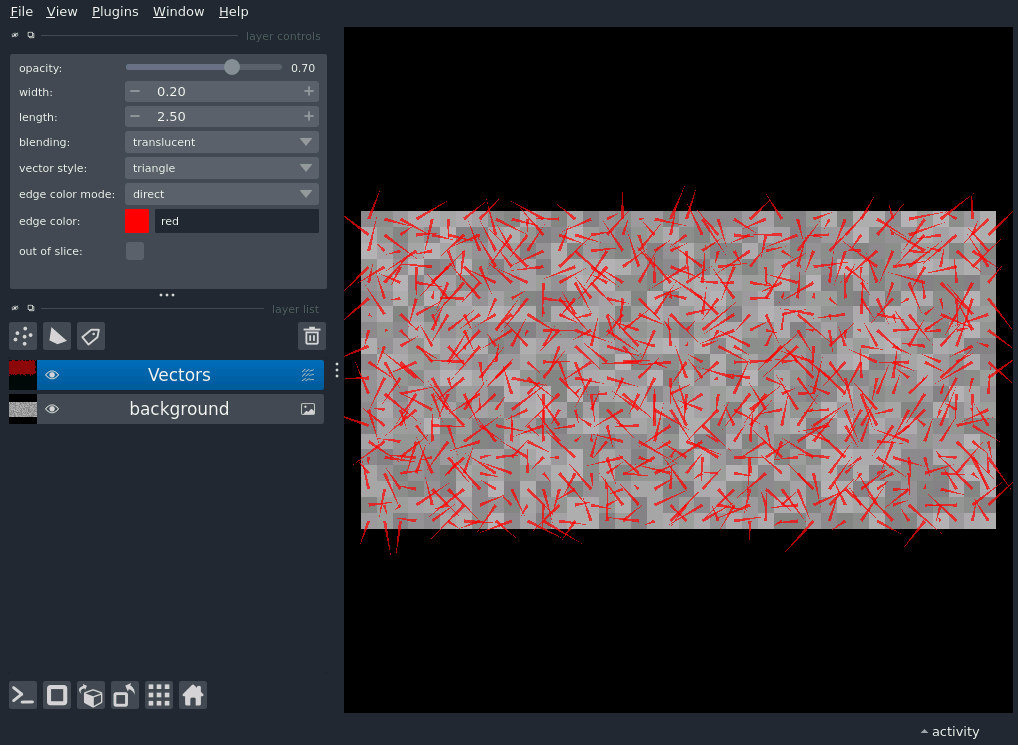 File View Plugins Window Help
layer controls
opacity: 0.70
width: 0.20
length: 2.50
blending: translucent
vector style: triangle
edge color mode: direct
edge color: red
out of slice:
layer list
Vectors
background
activity